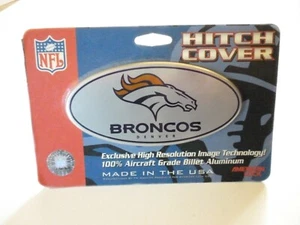 NFL
HITCH
COVER
BRONCOS
DENVER
Exclusive High Resolution Image Technology!
100% Aircraft Grade Billet Aluminum
MADE IN THE USA